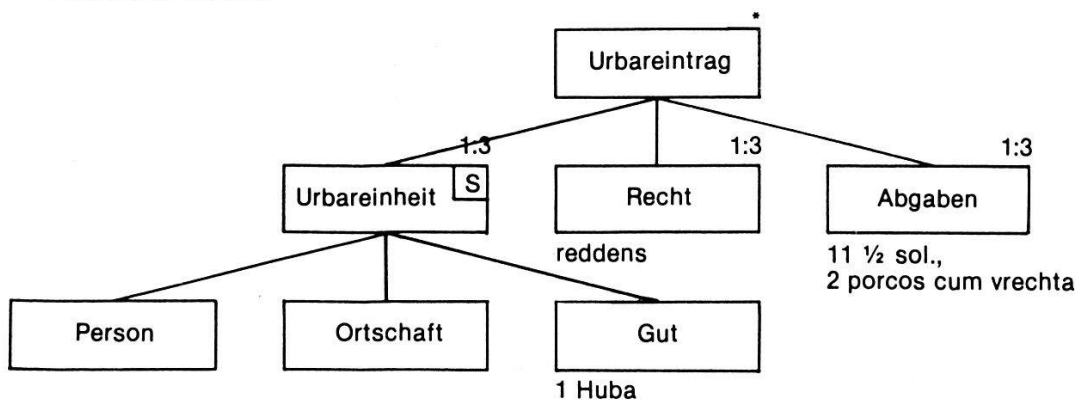 *
Urbareintrag
1:3 1:3 1:3
Urbareinheit S Recht Abgaben
reddens 11 ½ sol.,
2 porcos cum vrechta
Person Ortschaft Gut
1 Huba